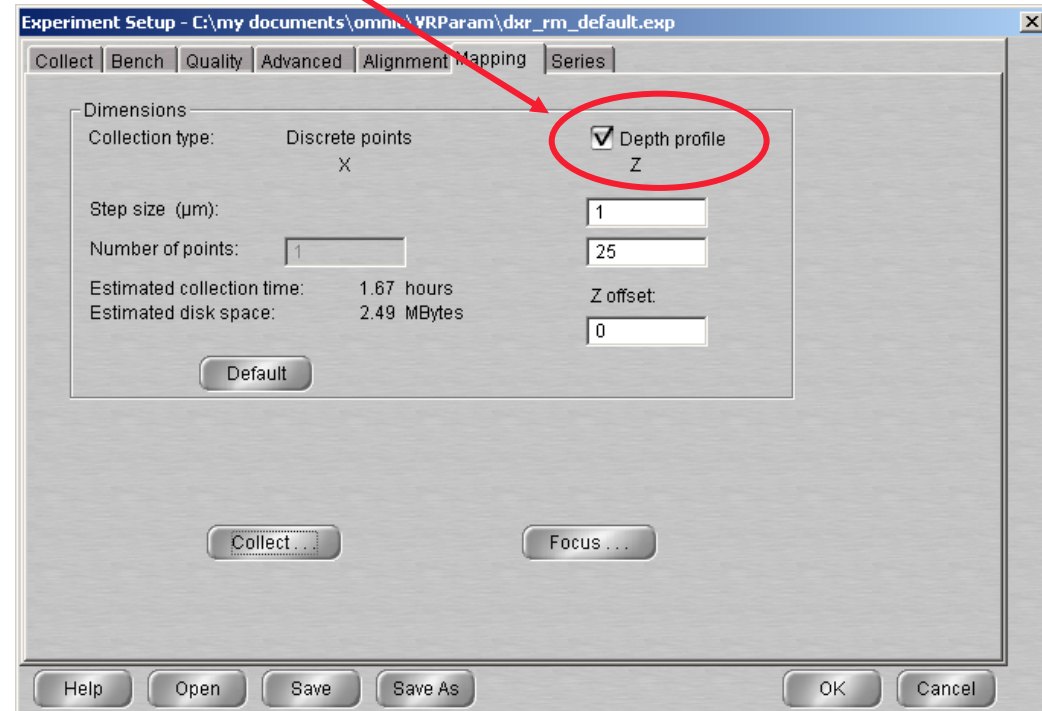 Experiment Setup - C:\my documents\omnic\VRParam\dxr_rm_default.exp
Collect Bench Quality Advanced Alignment Mapping Series
Dimensions
Collection type: Discrete points Depth profile
X Z
Step size (µm): 1
Number of points: 1 25
Estimated collection time: 1.67 hours
Z offset:
Estimated disk space: 2.49 MBytes
0
Default
Collect . . . Focus . . .
Help Open Save Save As OK Cancel